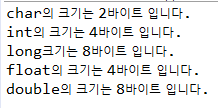 char의 크기는 2바이트 입니다.
int의 크기는 4바이트 입니다.
long크기는 8바이트 입니다.
float의 크기는 4바이트 입니다.
double의 크기는 8바이트 입니다.